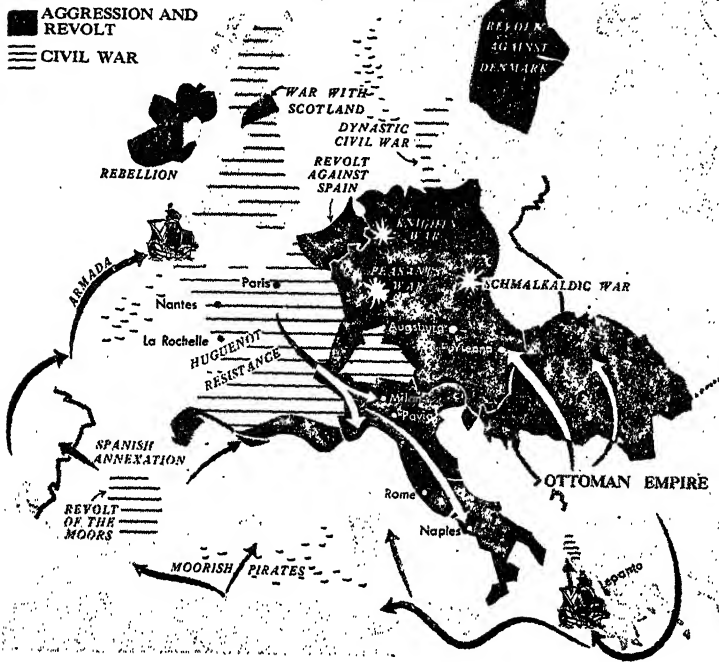 AGGRESSION AND
REVOLT
CIVIL WAR
REVOLT
AGAINST
DENMARK
WAR WITH
SCOTLAND
DYNASTIC
CIVIL WAR
REBELLION
REVOLT
AGAINST
SPAIN
KNIGHTS
WAR
ARMADA
PEASANTS
WAR
SCHMALKALDIC WAR
Paris
Nantes
La Rochelle
HUGUENOT
RESISTANCE
Augsburg
Vienna
Milan
Pavia
SPANISH
ANNEXATION
REVOLT
OF THE
MOORS
OTTOMAN EMPIRE
Rome
Naples
MOORISH PIRATES
Lepanto